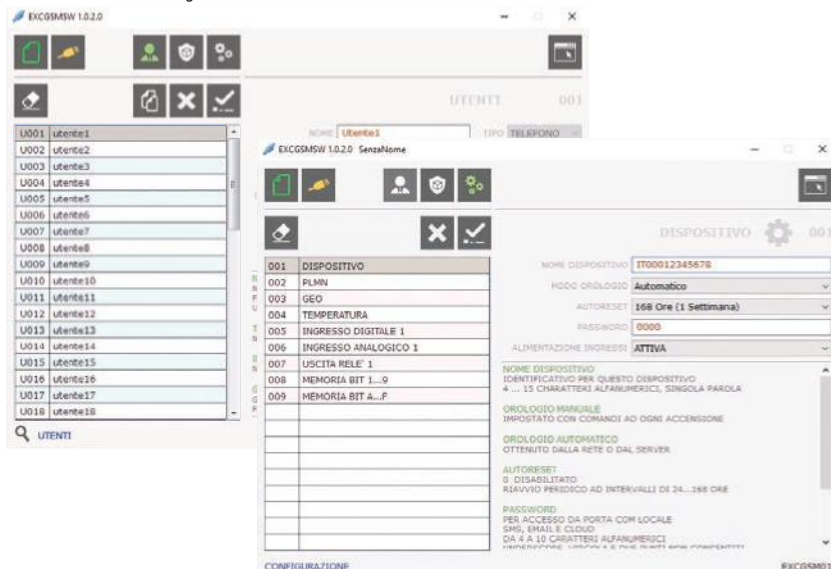 EXCGSMSW 1.0.2.0
UTENTI 001
NOME Utente1 TIPO TELEFONO
U001 utente1
U002 utente2
U003 utente3
U004 utente4
U005 utente5
U006 utente6
U007 utente7
U008 utente8
U009 utente9
U010 utente10
U011 utente11
U012 utente12
U013 utente13
U014 utente14
U015 utente15
U016 utente16
U017 utente17
U018 utente18
UTENTI
EXCGSMSW 1.0.2.0 SenzaNome
DISPOSITIVO 001
001 DISPOSITIVO
002 PLMN
003 GEO
004 TEMPERATURA
005 INGRESSO DIGITALE 1
006 INGRESSO ANALOGICO 1
007 USCITA RELE' 1
008 MEMORIA BIT 1...9
009 MEMORIA BIT A...F
NOME DISPOSITIVO IT00012345678
MODO OROLOGIO Automatico
AUTORESET 168 Ore (1 Settimana)
PASSWORD 0000
ALIMENTAZIONE INGRESSI ATTIVA
NOME DISPOSITIVO
IDENTIFICATIVO PER QUESTO DISPOSITIVO
4 ... 15 CHARATTERI ALFANUMERICI, SINGOLA PAROLA
OROLOGIO MANUALE
IMPOSTATO CON COMANDI AD OGNI ACCENSIONE
OROLOGIO AUTOMATICO
OTTENUTO DALLA RETE O DAL SERVER
AUTORESET
0 DISABILITATO
RIAVVIO PERIODICO AD INTERVALLI DI 24...168 ORE
PASSWORD
PER ACCESSO DA PORTA COM LOCALE
SMS, EMAIL E CLOUD
DA 4 A 10 CARATTERI ALFANUMERICI
UNDERSCORE, VIRGOLA E DUE PUNTI NON CONSENTITI
CONFIGURAZIONE EXCGSM01